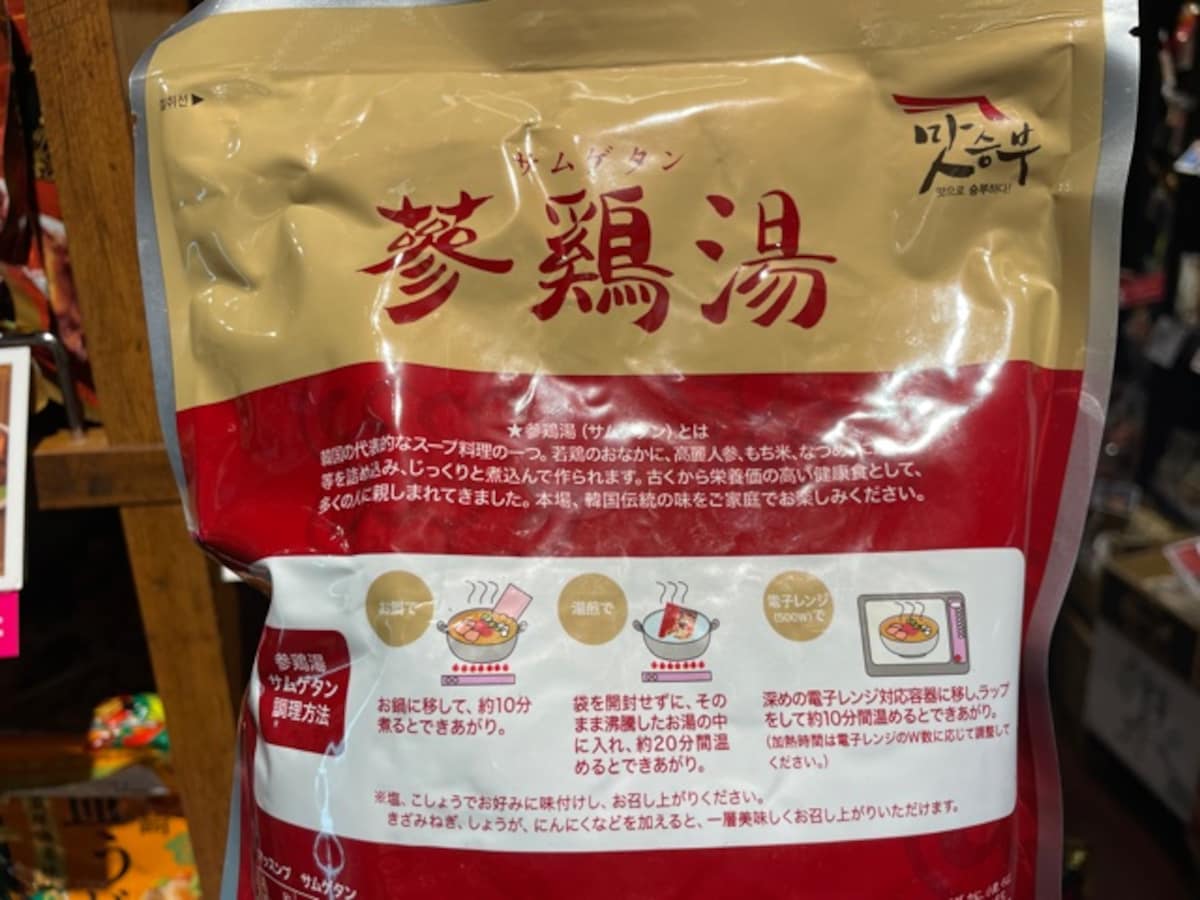 절취선▶
맛승부
맛으로 승부하다!
サムゲタン
蔘鶏湯
★参鶏湯(サムゲタン)とは
韓国の代表的なスープ料理の一つ。若鶏のおなかに、高麗人参、もち米、なつめ、に
等を詰め込み、じっくりと煮込んで作られます。古くから栄養価の高い健康食として、
多くの人に親しまれてきました。本場、韓国伝統の味をご家庭でお楽しみください。
参鶏湯
サムゲタン
調理方法
お鍋で
お鍋に移して、約10分
煮るとできあがり。
湯煎で
袋を開封せずに、その
まま沸騰したお湯の中
に入れ、約20分間温
めるとできあがり。
電子レンジ
(500W)で
深めの電子レンジ対応容器に移し、ラップ
をして約10分間温めるとできあがり。
(加熱時間は電子レンジのW数に応じて調整して
ください。)
※塩、こしょうでお好みに味付けし、お召し上がりください。
きざみねぎ、しょうが、にんにくなどを加えると、一層美味しくお召し上がりいただけます。
サムゲタン